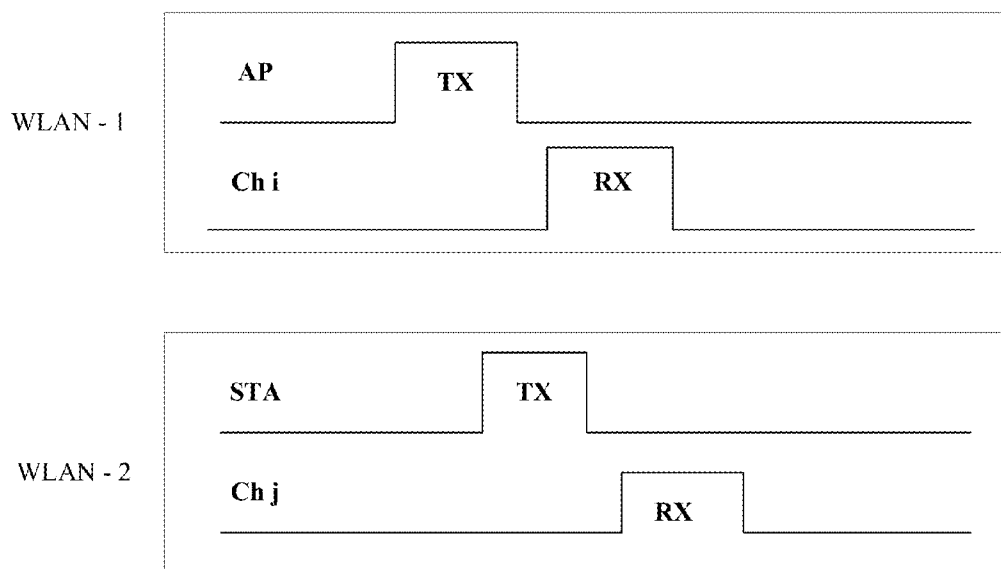 AP
TX
WLAN - 1
Ch i
RX
STA
TX
WLAN - 2
Ch j
RX